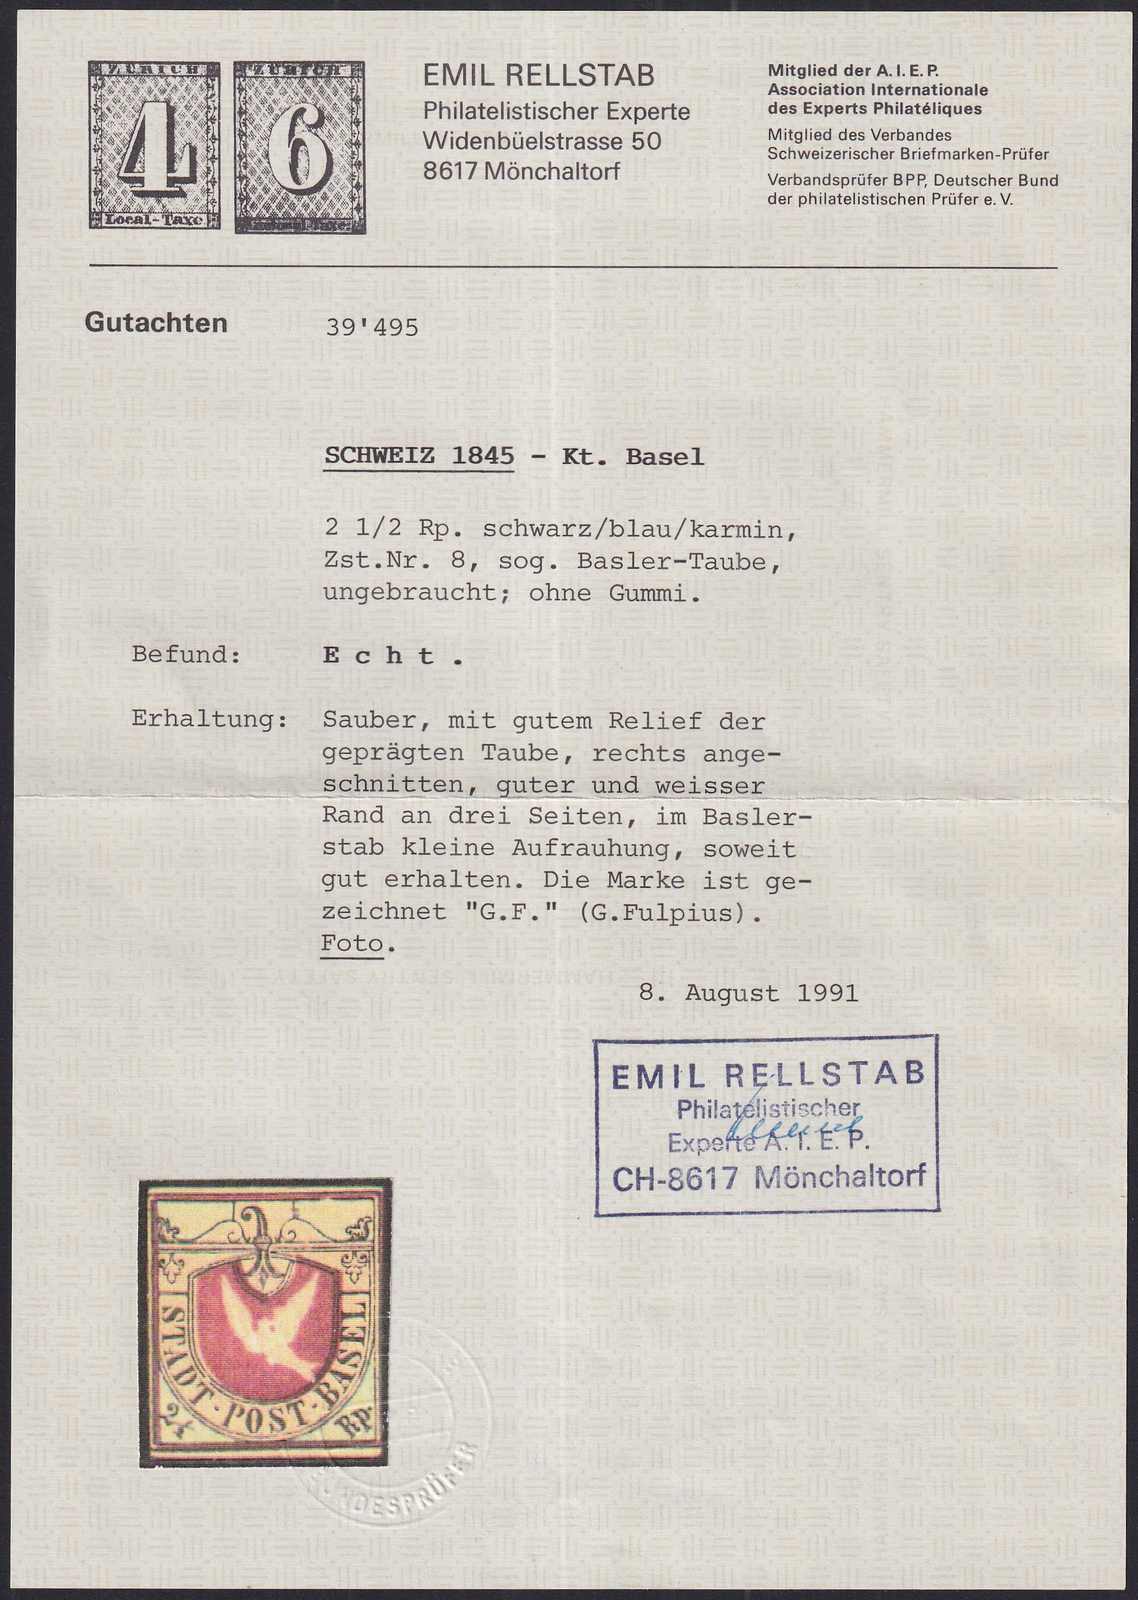 ZÜRICH
4
Local-Taxe
ZÜRICH
6
EMIL RELLSTAB
Philatelistischer Experte
Widenbüelstrasse 50
8617 Mönchaltorf
Mitglied der A.I.E.P.
Association Internationale
des Experts Philatéliques
Mitglied des Verbandes
Schweizerischer Briefmarken-Prüfer
Verbandsprüfer BPP, Deutscher Bund
der philatelistischen Prüfer e.V.
Gutachten 39'495
SCHWEIZ 1845 - Kt. Basel
2 1/2 Rp. schwarz/blau/karmin,
Zst.Nr. 8, sog. Basler-Taube,
ungebraucht; ohne Gummi.
Befund: Echt.
Erhaltung: Sauber, mit gutem Relief der
geprägten Taube, rechts ange-
schnitten, guter und weisser
Rand an drei Seiten, im Basler-
stab kleine Aufrauhung, soweit
gut erhalten. Die Marke ist ge-
zeichnet "G.F." (G.Fulpius).
Foto.
8. August 1991
EMIL RELLSTAB
Philatelistischer
Experte A. I. E. P.
CH-8617 Mönchaltorf
STADT·POST·BASEL
Rp.
BUNDESPRÜFER